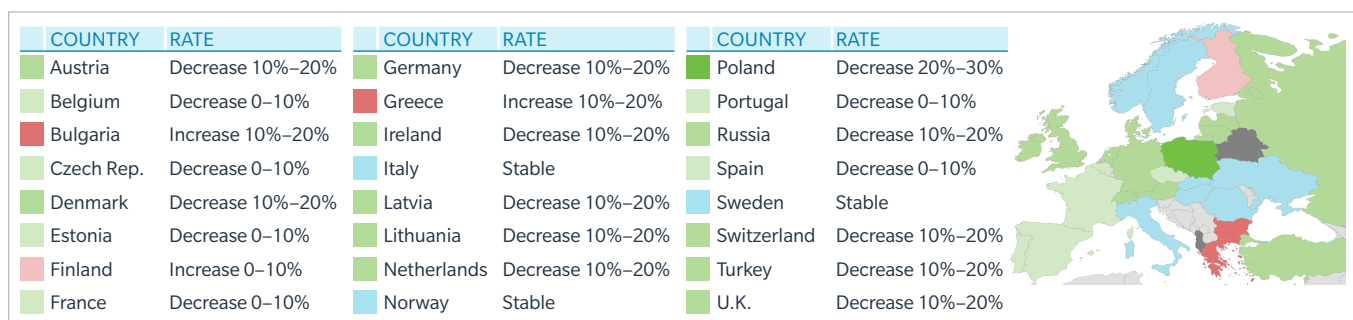 COUNTRY RATE
Austria Decrease 10%–20%
Belgium Decrease 0–10%
Bulgaria Increase 10%–20%
Czech Rep. Decrease 0–10%
Denmark Decrease 10%–20%
Estonia Decrease 0–10%
Finland Increase 0–10%
France Decrease 0–10%
COUNTRY RATE
Germany Decrease 10%–20%
Greece Increase 10%–20%
Ireland Decrease 10%–20%
Italy Stable
Latvia Decrease 10%–20%
Lithuania Decrease 10%–20%
Netherlands Decrease 10%–20%
Norway Stable
COUNTRY RATE
Poland Decrease 20%–30%
Portugal Decrease 0–10%
Russia Decrease 10%–20%
Spain Decrease 0–10%
Sweden Stable
Switzerland Decrease 10%–20%
Turkey Decrease 10%–20%
U.K. Decrease 10%–20%